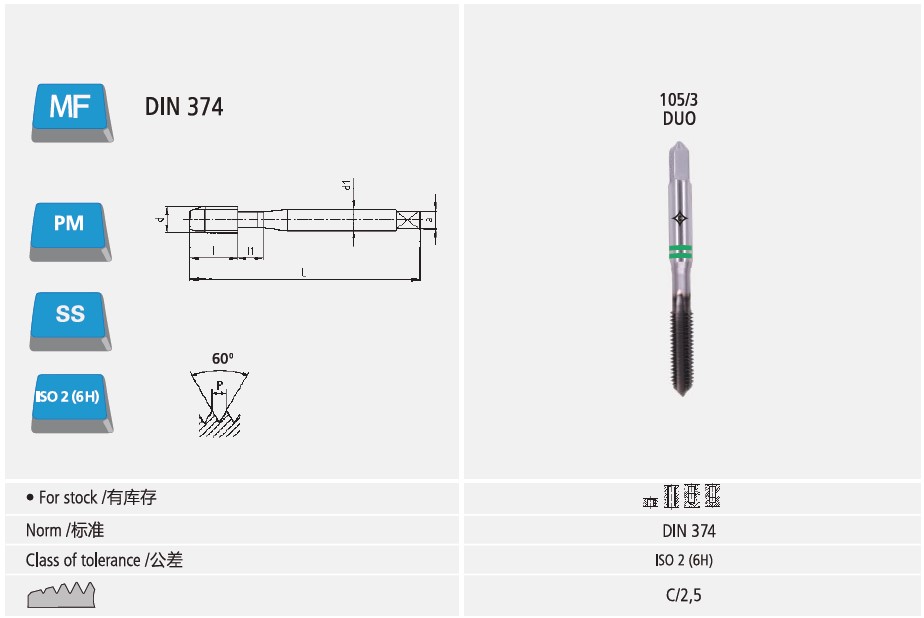 MF
DIN 374
105/3
DUO
PM
SS
ISO 2 (6H)
d
d1
a
l
l1
L
60°
P
• For stock /有库存
Norm /标准
DIN 374
Class of tolerance /公差
ISO 2 (6H)
C/2,5